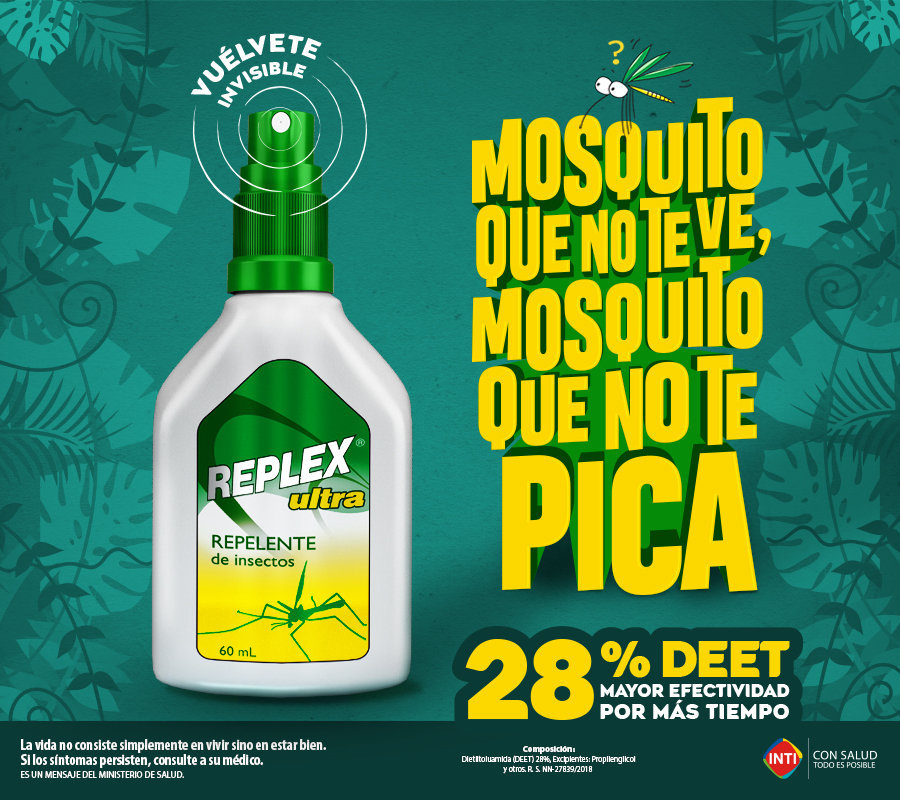 VUÉLVETE
INVISIBLE
?
MOSQUITO
QUE NO TE VE,
MOSQUITO
QUE NO TE
PICA
REPLEX®
ultra
REPELENTE
de insectos
60 mL
28% DEET
MAYOR EFECTIVIDAD
POR MÁS TIEMPO
La vida no consiste simplemente en vivir sino en estar bien.
Si los síntomas persisten, consulte a su médico.
ES UN MENSAJE DEL MINISTERIO DE SALUD.
Composición:
Dietiltoluamida (DEET) 28%, Excipientes: Propilenglicol
y otros. R. S. NN-27839/2018
INTI
CON SALUD
TODO ES POSIBLE